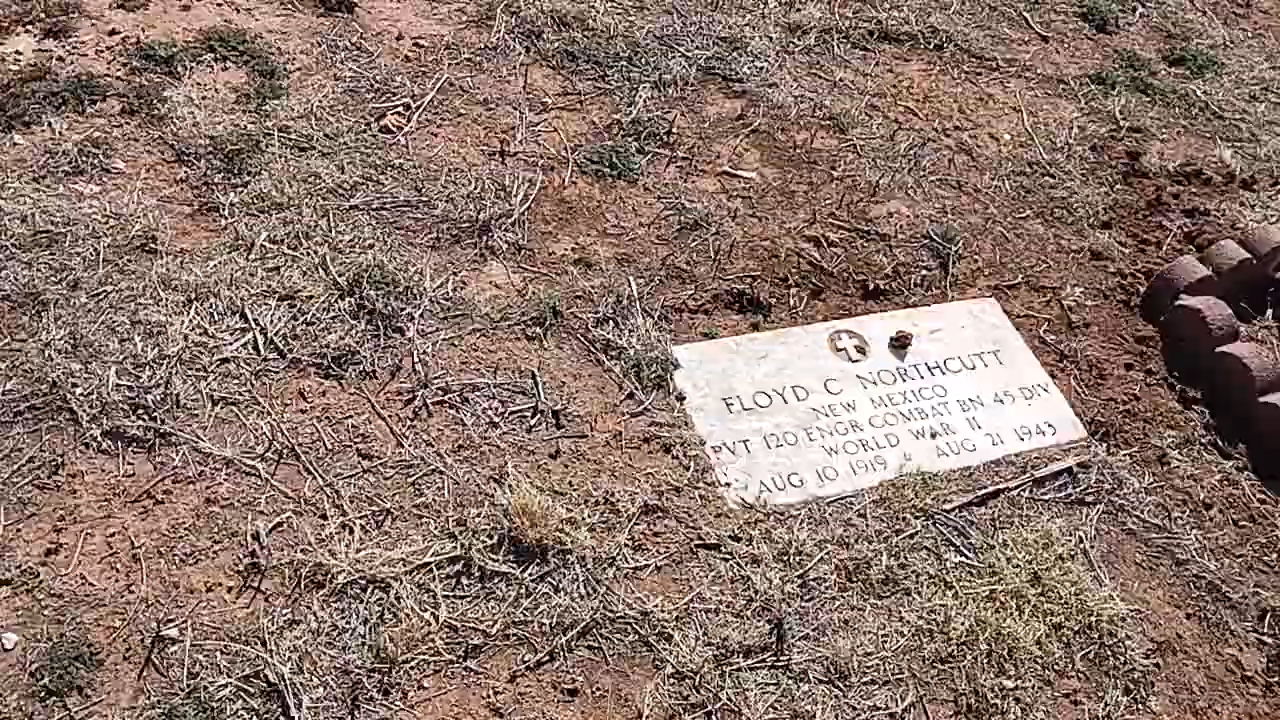 FLOYD C NORTHCUTT
NEW MEXICO
PVT 120 ENGR COMBAT BN 45 DIV
WORLD WAR II
AUG 10 1919 AUG 21 1943